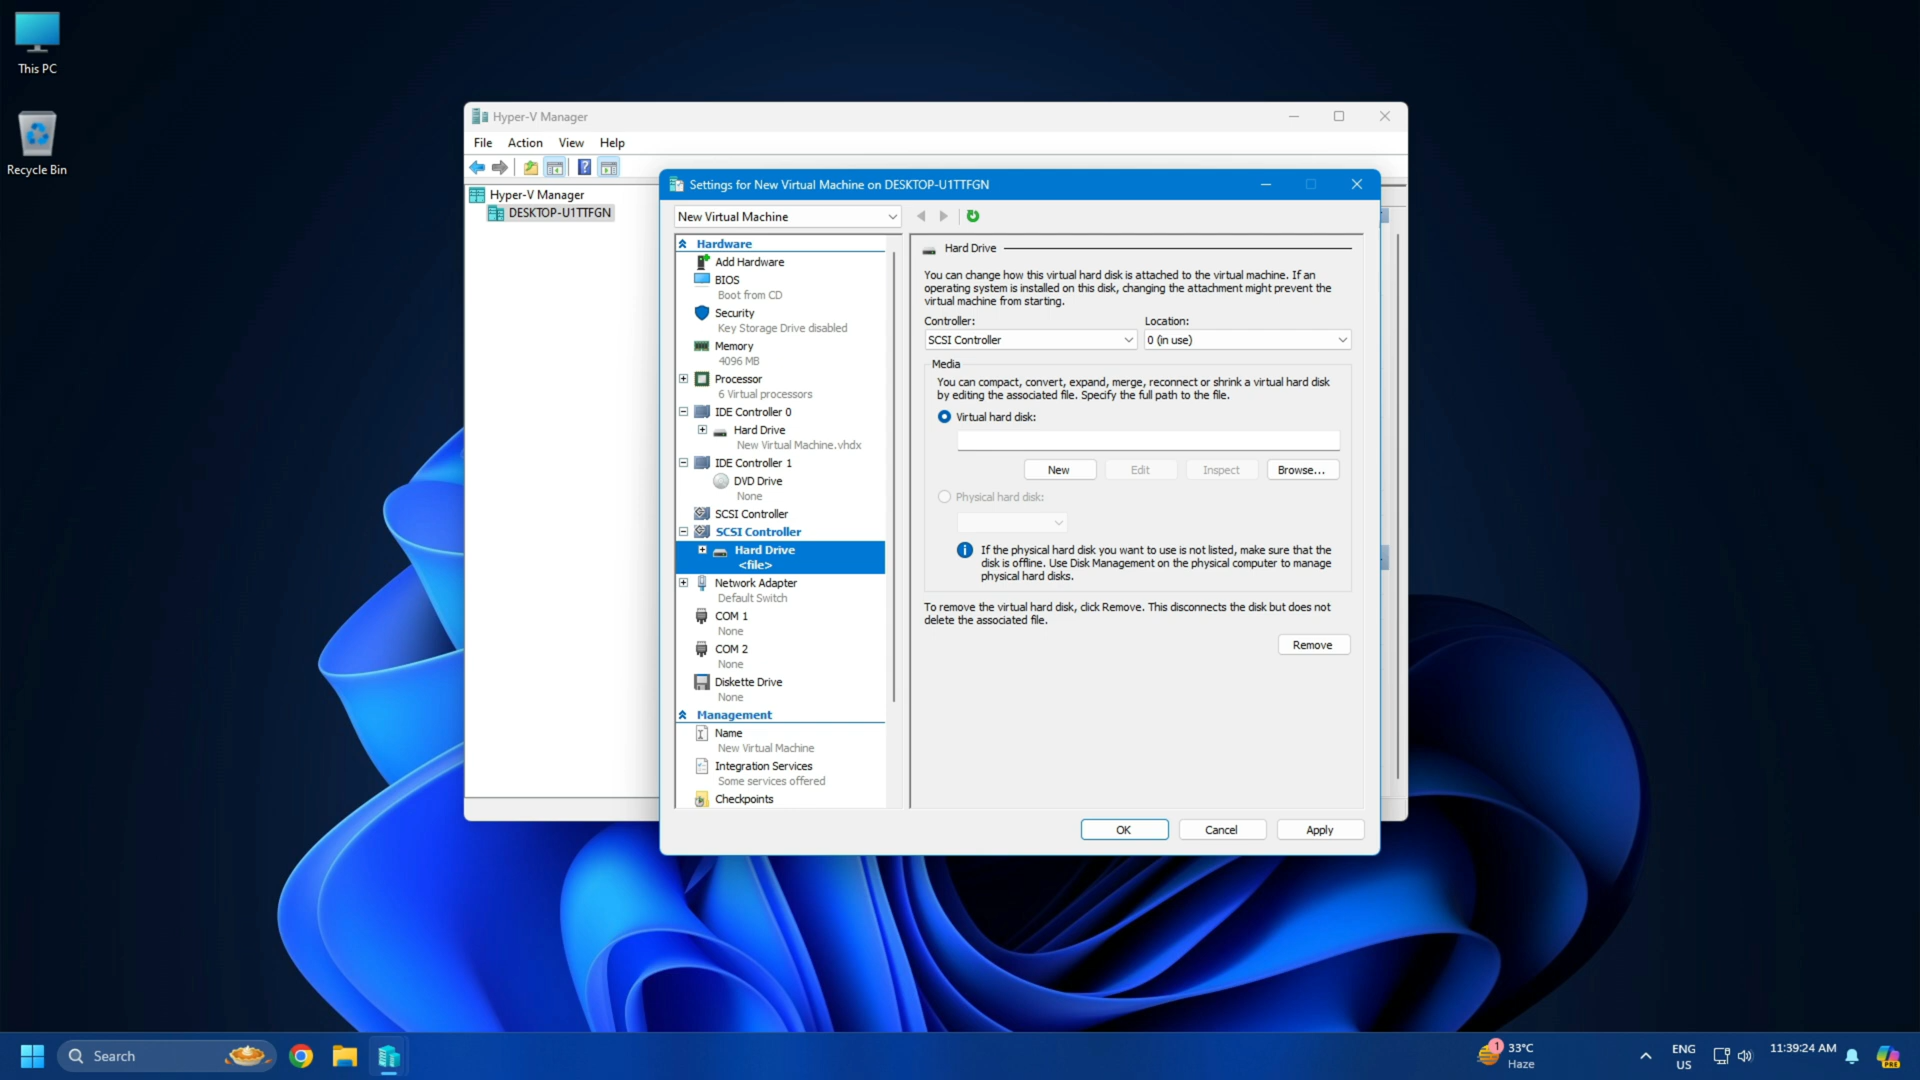 This PC
Recycle Bin
Hyper-V Manager
File Action View Help
Hyper-V Manager
DESKTOP-U1TTFGN
Settings for New Virtual Machine on DESKTOP-U1TTFGN
New Virtual Machine
Hardware
Add Hardware
BIOS
Boot from CD
Security
Key Storage Drive disabled
Memory
4096 MB
Processor
6 Virtual processors
IDE Controller 0
Hard Drive
New Virtual Machine.vhdx
IDE Controller 1
DVD Drive
None
SCSI Controller
SCSI Controller
Hard Drive
<file>
Network Adapter
Default Switch
COM 1
None
COM 2
None
Diskette Drive
None
Management
Name
New Virtual Machine
Integration Services
Some services offered
Checkpoints
Hard Drive
You can change how this virtual hard disk is attached to the virtual machine. If an
operating system is installed on this disk, changing the attachment might prevent the
virtual machine from starting.
Controller: Location:
SCSI Controller 0 (in use)
Media
You can compact, convert, expand, merge, reconnect or shrink a virtual hard disk
by editing the associated file. Specify the full path to the file.
Virtual hard disk:
New Edit Inspect Browse...
Physical hard disk:
If the physical hard disk you want to use is not listed, make sure that the
disk is offline. Use Disk Management on the physical computer to manage
physical hard disks.
To remove the virtual hard disk, click Remove. This disconnects the disk but does not
delete the associated file.
Remove
OK Cancel Apply
Search
1
33°C
Haze
ENG
US
11:39:24 AM
PRE